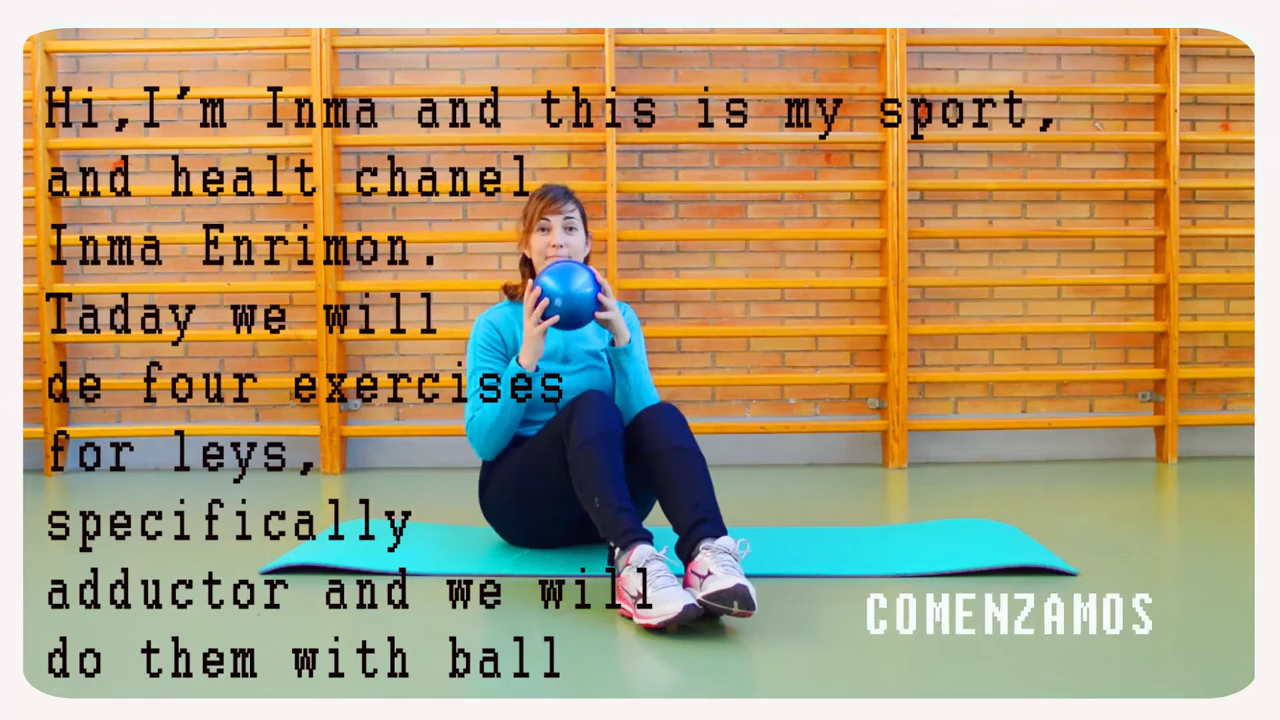 Hi,I'm Inma and this is my sport,
and healt chanel
Inma Enrimon.
Taday we will
de four exercises
for leys,
specifically
adductor and we will
do them with ball
COMENZAMOS